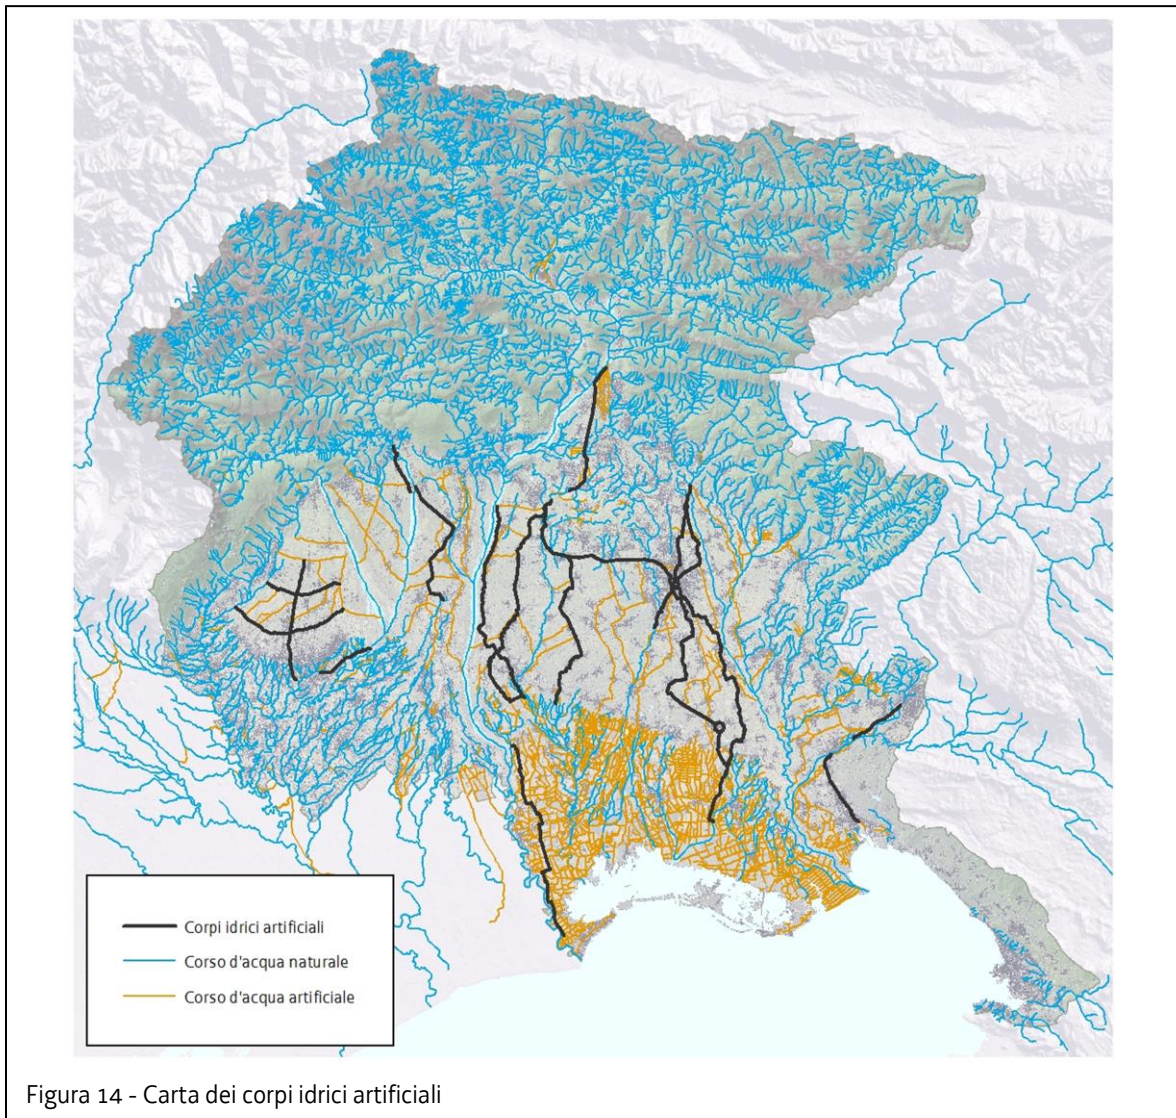 Corpi idrici artificiali
Corso d'acqua naturale
Corso d'acqua artificiale
Figura 14 - Carta dei corpi idrici artificiali